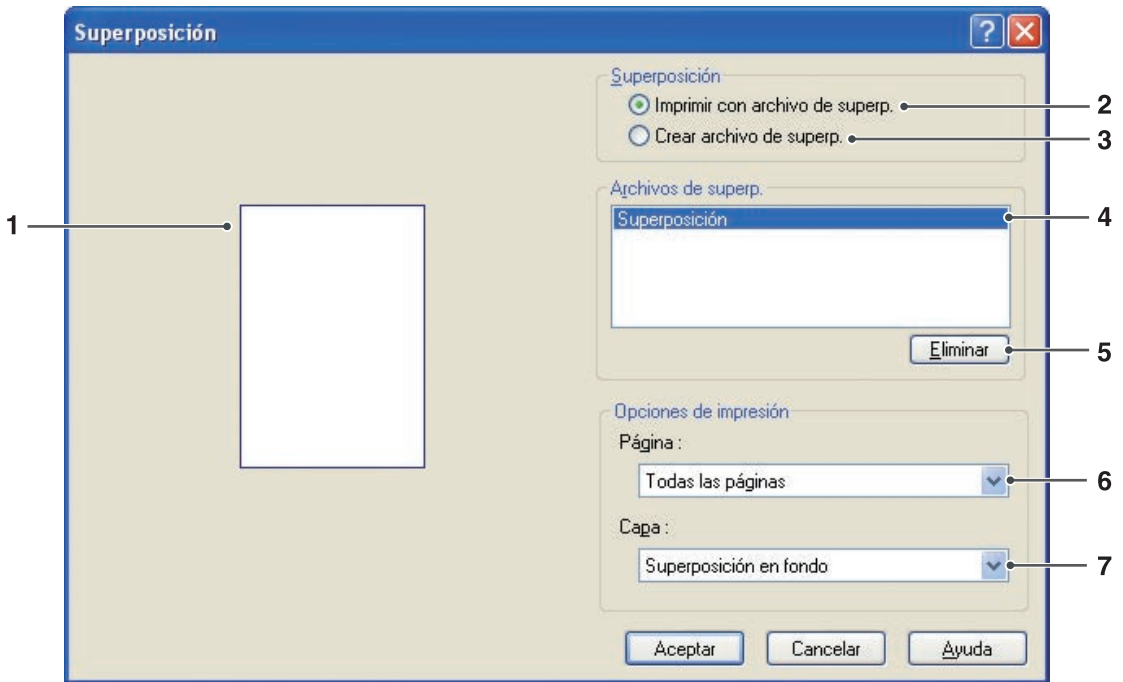 Superposición
Superposición
Imprimir con archivo de superp.
2
Crear archivo de superp.
3
Archivos de superp.
Superposición
4
1
Eliminar
5
Opciones de impresión
Página :
Todas las páginas
6
Capa :
Superposición en fondo
7
Aceptar
Cancelar
Ayuda